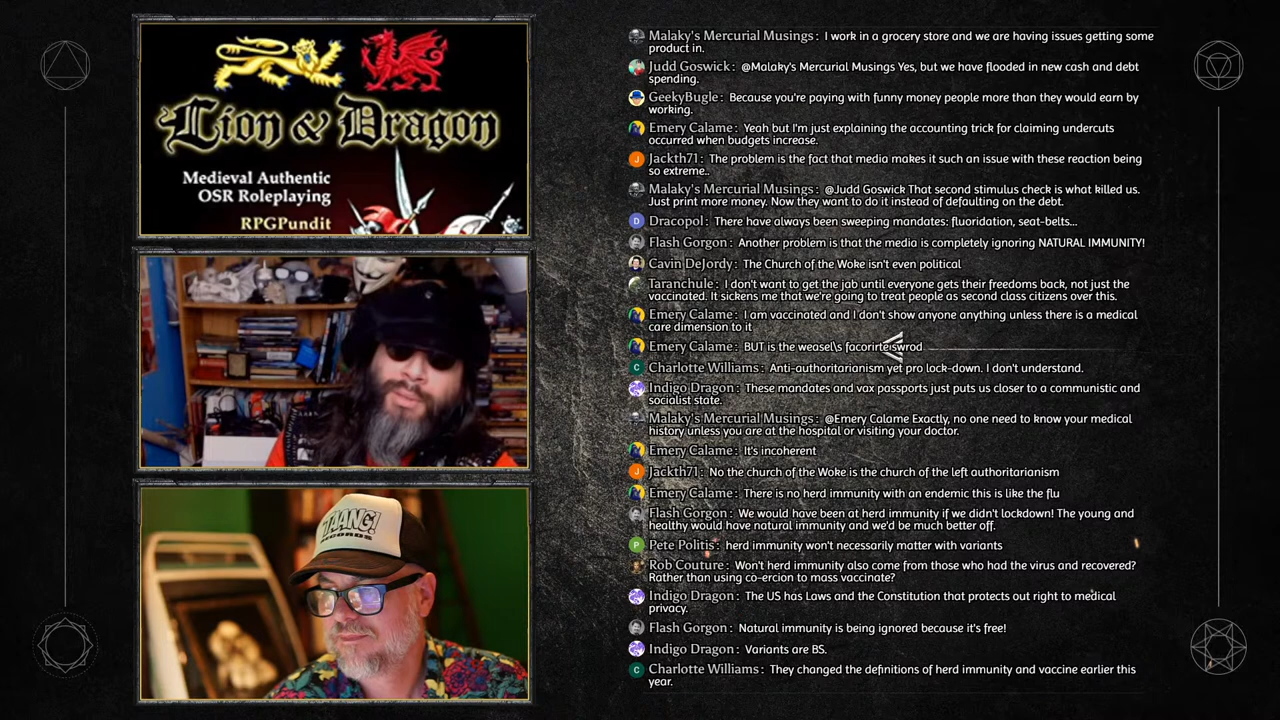 Lion & Dragon
Medieval Authentic
OSR Roleplaying
RPGPundit
TAANG!
RECORDS
Malaky's Mercurial Musings: I work in a grocery store and we are having issues getting some
product in.
Judd Goswick: @Malaky's Mercurial Musings Yes, but we have flooded in new cash and debt
spending.
GeekyBugle: Because you're paying with funny money people more than they would earn by
working.
Emery Calame: Yeah but I'm just explaining the accounting trick for claiming undercuts
occurred when budgets increase.
J Jackth71: The problem is the fact that media makes it such an issue with these reaction being
so extreme..
Malaky's Mercurial Musings: @Judd Goswick That second stimulus check is what killed us.
Just print more money. Now they want to do it instead of defaulting on the debt.
D Dracopol: There have always been sweeping mandates: fluoridation, seat-belts...
Flash Gorgon: Another problem is that the media is completely ignoring NATURAL IMMUNITY!
Cavin DeJordy: The Church of the Woke isn't even political
Taranchule: I don't want to get the jab until everyone gets their freedoms back, not just the
vaccinated. It sickens me that we're going to treat people as second class citizens over this.
Emery Calame: I am vaccinated and I don't show anyone anything unless there is a medical
care dimension to it
Emery Calame: BUT is the weasel\s facorirteiswrod
C Charlotte Williams: Anti-authoritarianism yet pro lock-down. I don't understand.
Indigo Dragon: These mandates and vax passports just puts us closer to a communistic and
socialist state.
Malaky's Mercurial Musings: @Emery Calame Exactly, no one need to know your medical
history unless you are at the hospital or visiting your doctor.
Emery Calame: It's incoherent
J Jackth71: No the church of the Woke is the church of the left authoritarianism
Emery Calame: There is no herd immunity with an endemic this is like the flu
Flash Gorgon: We would have been at herd immunity if we didn't lockdown! The young and
healthy would have natural immunity and we'd be much better off.
P Pete Politis: herd immunity won't necessarily matter with variants
Rob Couture: Won't herd immunity also come from those who had the virus and recovered?
Rather than using co-ercion to mass vaccinate?
Indigo Dragon: The US has Laws and the Constitution that protects out right to medical
privacy.
Flash Gorgon: Natural immunity is being ignored because it's free!
Indigo Dragon: Variants are BS.
C Charlotte Williams: They changed the definitions of herd immunity and vaccine earlier this
year.